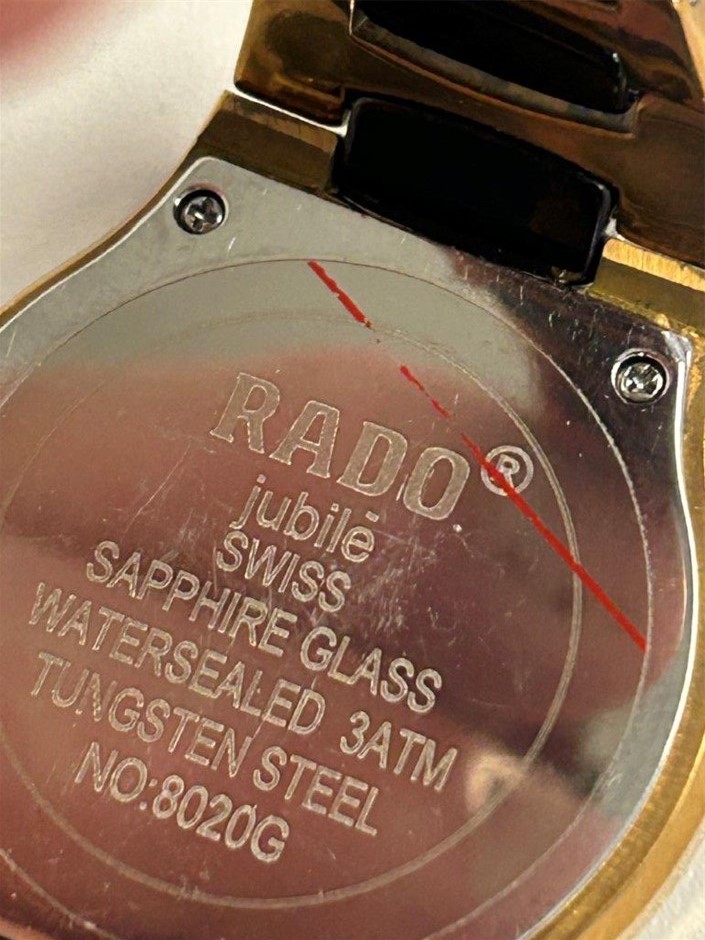 RADO®
jubilē
SWISS
SAPPHIRE GLASS
WATERSEALED 3ATM
TUNGSTEN STEEL
NO:8020G